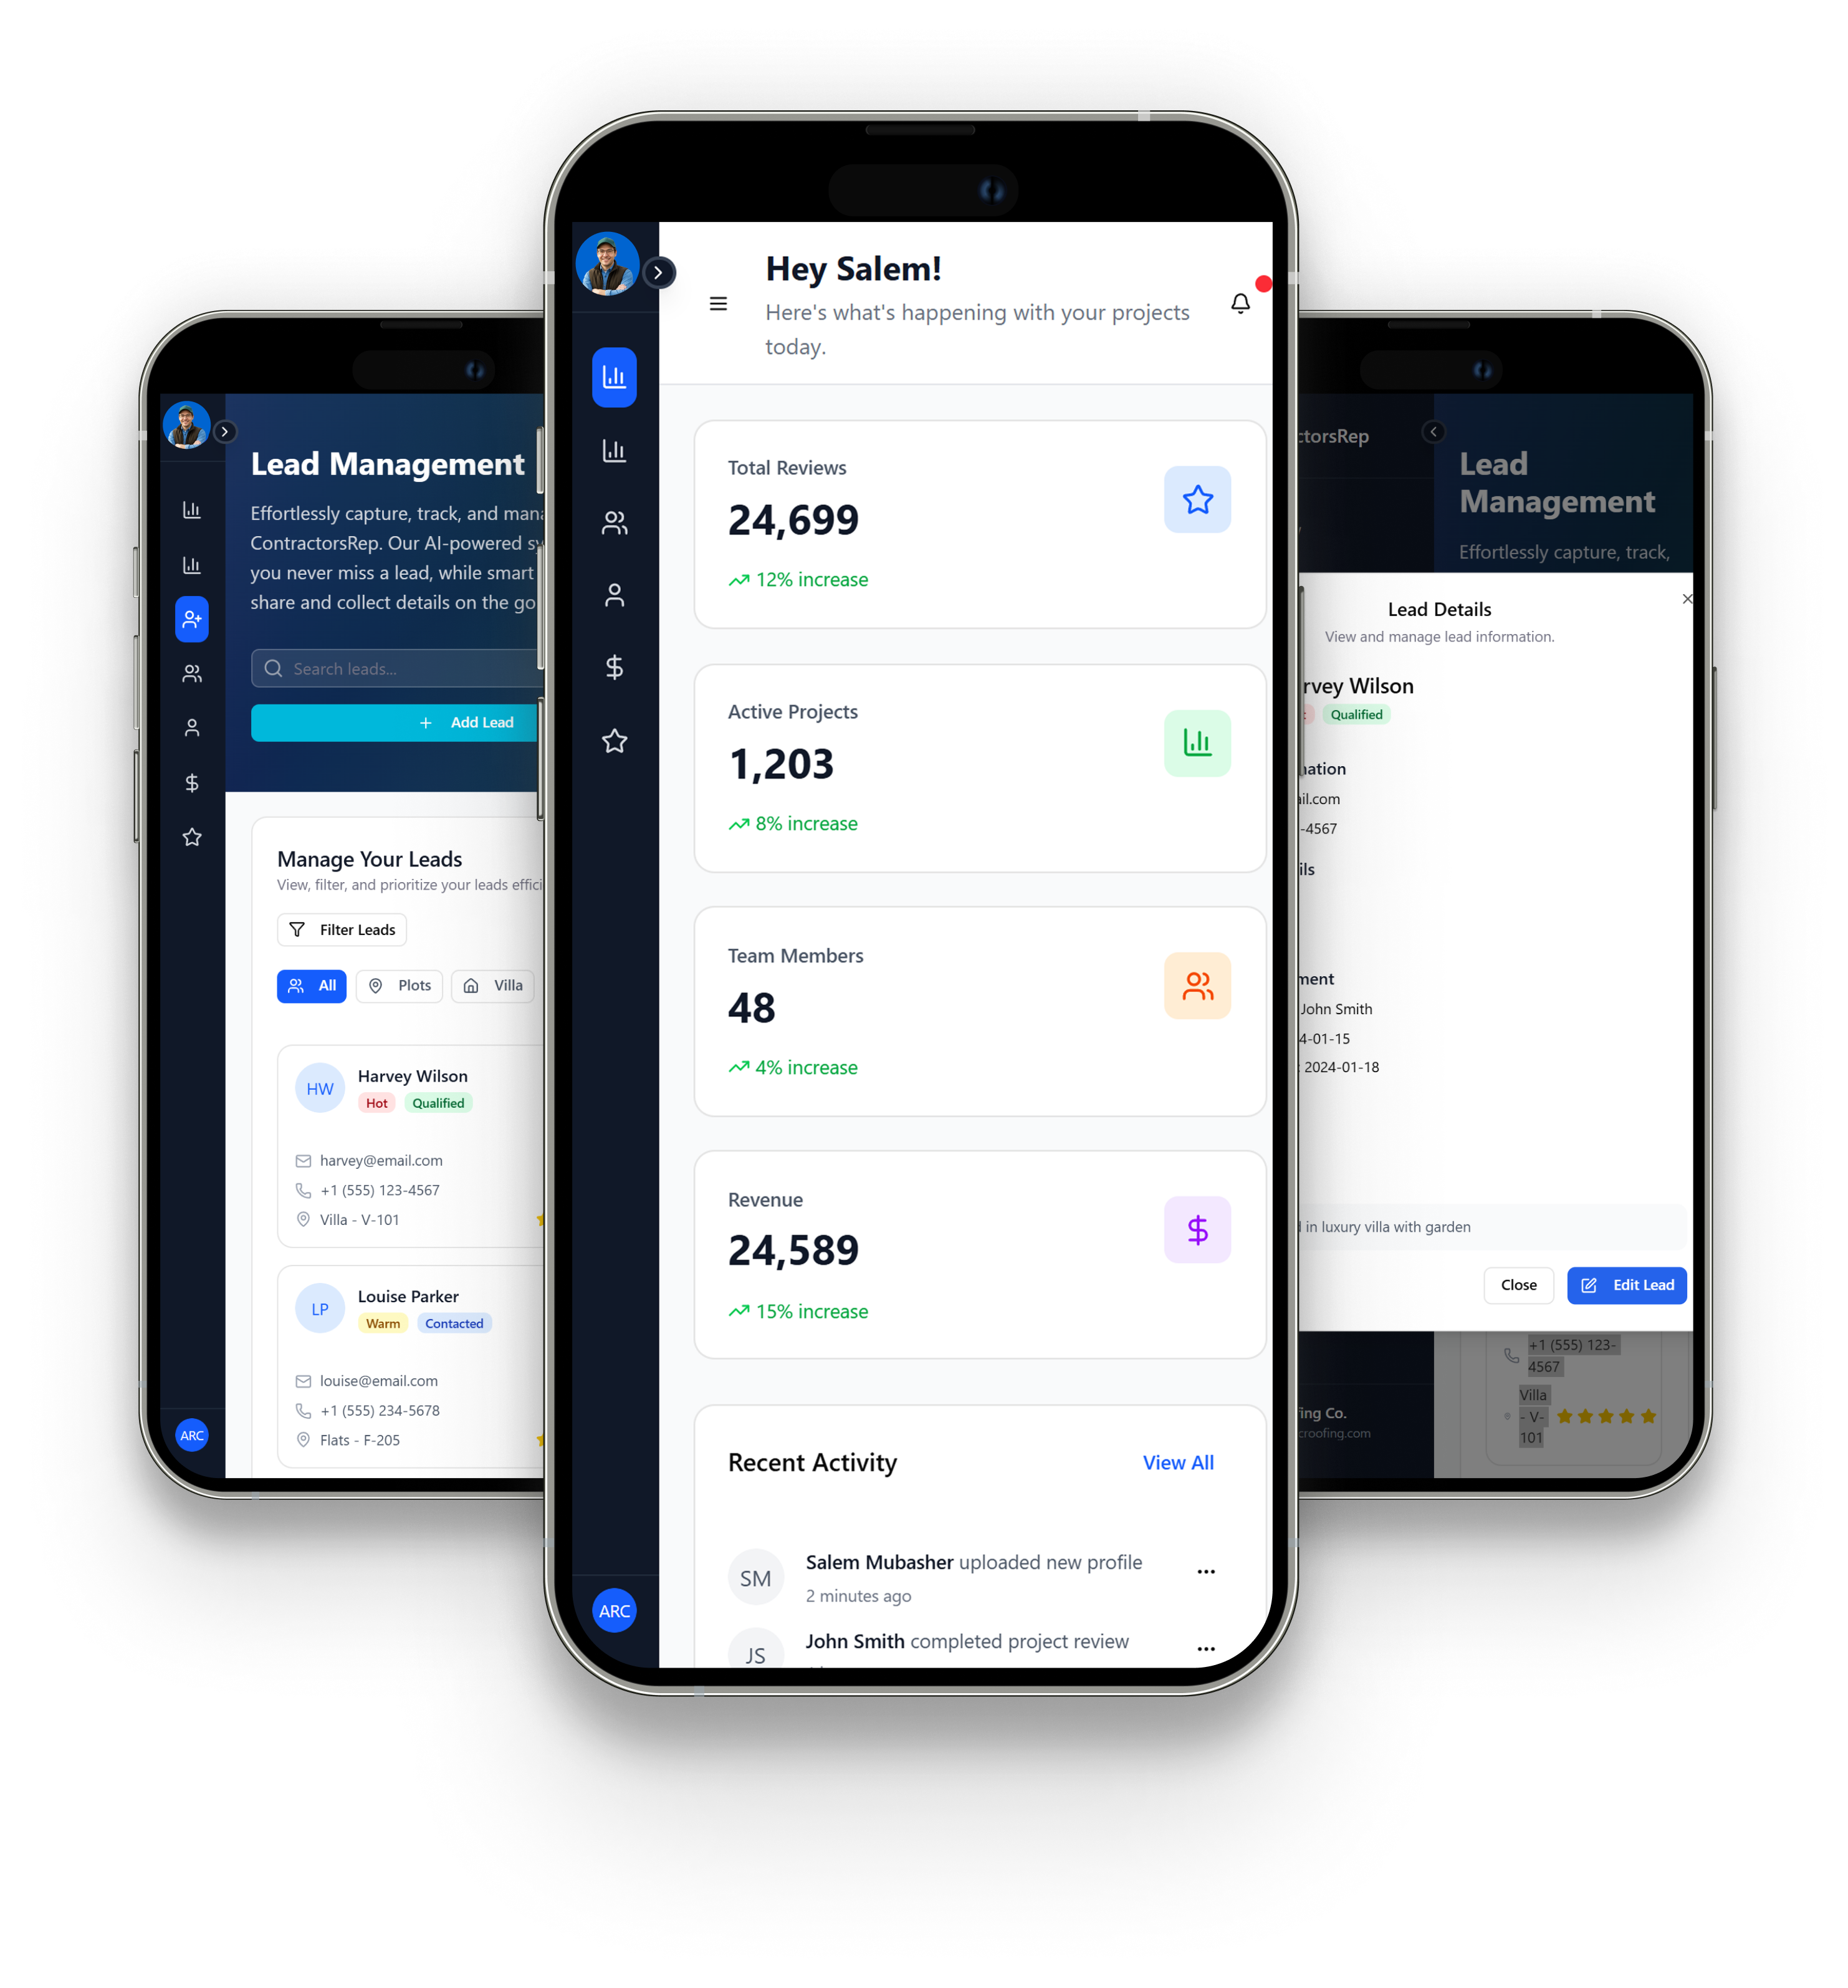 Lead Management
Effortlessly capture, track, and
ContractorsRep. Our AI-powered
you never miss a lead, while smart
share and collect details on the go
Search leads...
Add Lead
Manage Your Leads
View, filter, and prioritize your leads
Filter Leads
All
Plots
Villa
HW
Harvey Wilson
Hot
Qualified
harvey@email.com
+1 (555) 123-4567
Villa - V-101
LP
Louise Parker
Warm
Contacted
louise@email.com
+1 (555) 234-5678
Flats - F-205
ARC
Hey Salem!
Here's what's happening with your projects
today.
Total Reviews
24,699
12% increase
Active Projects
1,203
8% increase
Team Members
48
4% increase
Revenue
24,589
15% increase
Recent Activity
View All
SM
Salem Mubasher uploaded new profile
2 minutes ago
JS
John Smith completed project review
ARC
ctorsRep
Lead
Management
Effortlessly capture, track,
Lead Details
View and manage lead information.
rvey Wilson
Qualified
ation
il.com
-4567
ils
ment
John Smith
4-01-15
: 2024-01-18
in luxury villa with garden
Close
Edit Lead
+1 (555) 123-
4567
Villa
- V-
101
fing Co.
croofing.com